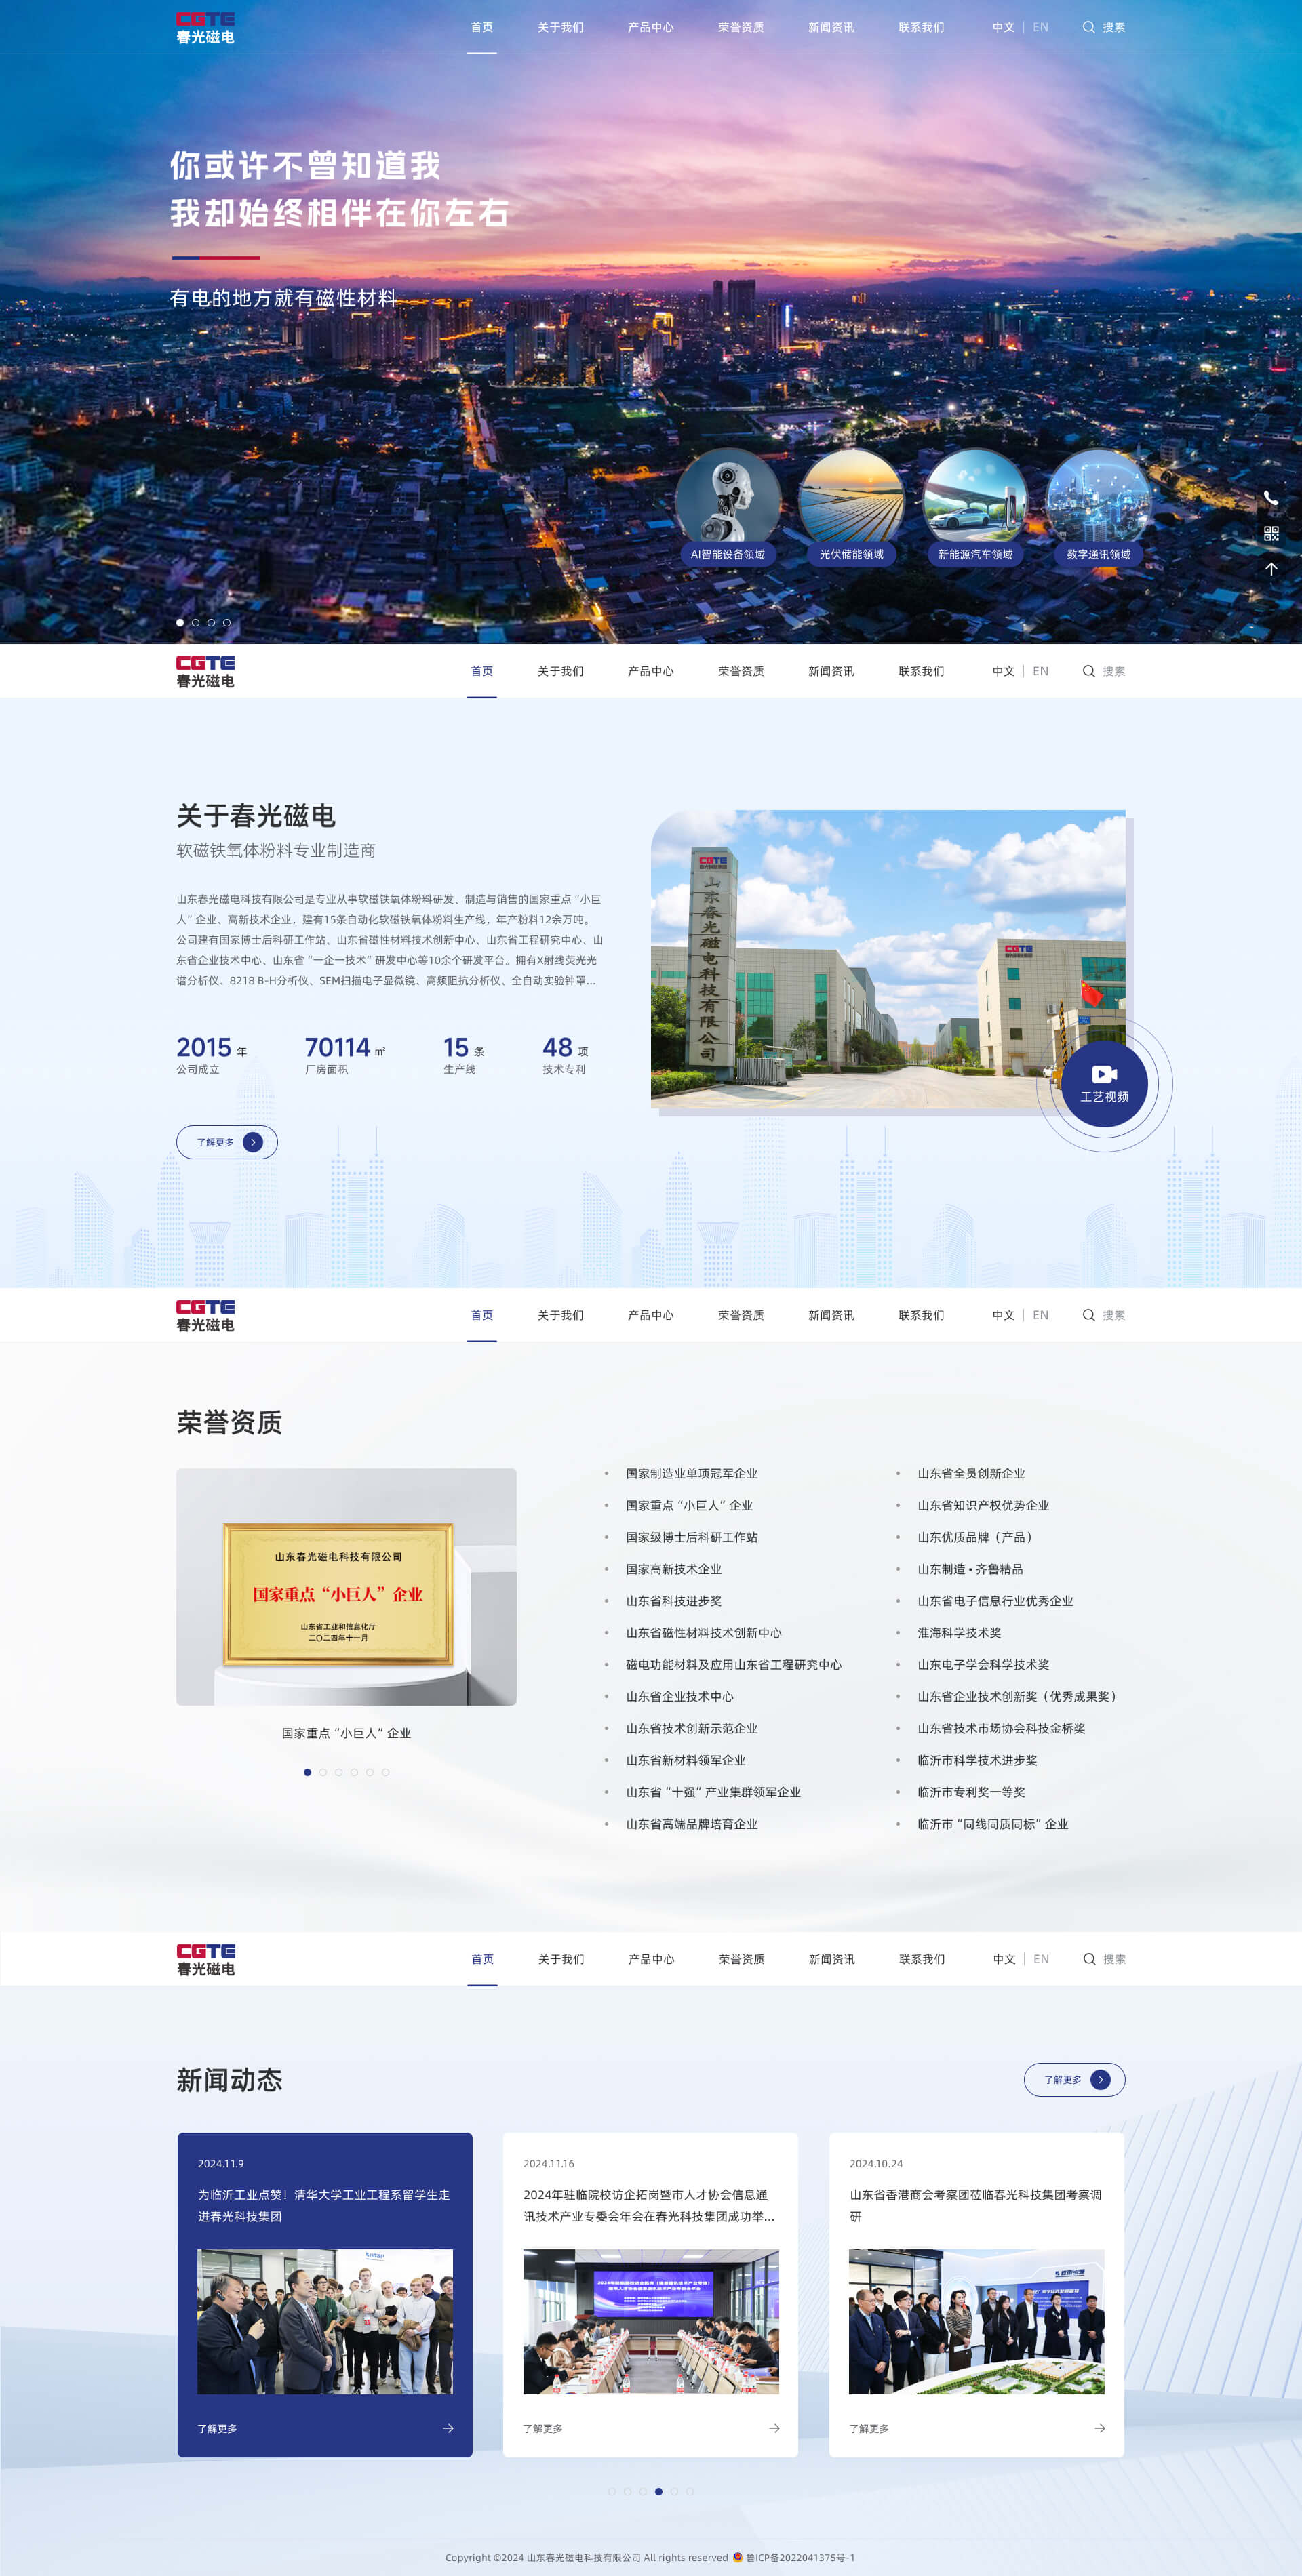 CGTE
春光磁电
首页 关于我们 产品中心 荣誉资质 新闻资讯 联系我们 中文 EN 搜索
你或许不曾知道我
我却始终相伴在你左右
有电的地方就有磁性材料
AI智能设备领域 光伏储能领域 新能源汽车领域 数字通讯领域
CGTE
春光磁电
首页 关于我们 产品中心 荣誉资质 新闻资讯 联系我们 中文 EN 搜索
关于春光磁电
软磁铁氧体粉料专业制造商
山东春光磁电科技有限公司是专业从事软磁铁氧体粉料研发、制造与销售的国家重点“小巨
人”企业、高新技术企业，建有15条自动化软磁铁氧体粉料生产线，年产粉料12余万吨。
公司建有国家博士后科研工作站、山东省磁性材料技术创新中心、山东省工程研究中心、山
东省企业技术中心、山东省“一企一技术”研发中心等10余个研发平台。拥有X射线荧光光
谱分析仪、8218 B-H分析仪、SEM扫描电子显微镜、高频阻抗分析仪、全自动实验钟罩...
2015 年
公司成立
70114 ㎡
厂房面积
15 条
生产线
48 项
技术专利
了解更多
CGTE
春光科技集团
山东春光磁电科技有限公司
CGTE
春光科技集团
工艺视频
CGTE
春光磁电
首页 关于我们 产品中心 荣誉资质 新闻资讯 联系我们 中文 EN 搜索
荣誉资质
山东春光磁电科技有限公司
国家重点“小巨人”企业
山东省工业和信息化厅
二〇二四年十一月
国家重点“小巨人”企业
国家制造业单项冠军企业
国家重点“小巨人”企业
国家级博士后科研工作站
国家高新技术企业
山东省科技进步奖
山东省磁性材料技术创新中心
磁电功能材料及应用山东省工程研究中心
山东省企业技术中心
山东省技术创新示范企业
山东省新材料领军企业
山东省“十强”产业集群领军企业
山东省高端品牌培育企业
山东省全员创新企业
山东省知识产权优势企业
山东优质品牌（产品）
山东制造•齐鲁精品
山东省电子信息行业优秀企业
淮海科学技术奖
山东电子学会科学技术奖
山东省企业技术创新奖（优秀成果奖）
山东省技术市场协会科技金桥奖
临沂市科学技术进步奖
临沂市专利奖一等奖
临沂市“同线同质同标”企业
CGTE
春光磁电
首页 关于我们 产品中心 荣誉资质 新闻资讯 联系我们 中文 EN 搜索
新闻动态
了解更多
2024.11.9
为临沂工业点赞！清华大学工业工程系留学生走
进春光科技集团
了解更多
2024.11.16
2024年驻临院校访企拓岗暨市人才协会信息通
讯技术产业专委会年会在春光科技集团成功举...
了解更多
2024.10.24
山东省香港商会考察团莅临春光科技集团考察调
研
了解更多
Copyright ©2024 山东春光磁电科技有限公司 All rights reserved 鲁ICP备2022041375号-1